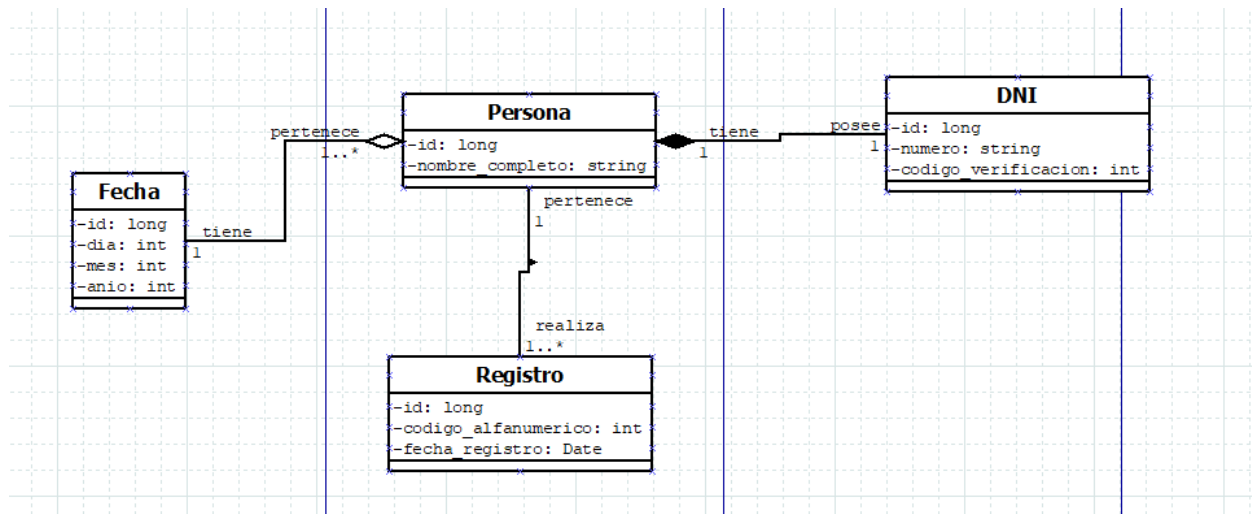 Fecha
-id: long
-dia: int
-mes: int
-anio: int
tiene
1
pertenece
1..*
Persona
-id: long
-nombre_completo: string
tiene
1
posee
1
DNI
-id: long
-numero: string
-codigo_verificacion: int
pertenece
1
realiza
1..*
Registro
-id: long
-codigo_alfanumerico: int
-fecha_registro: Date